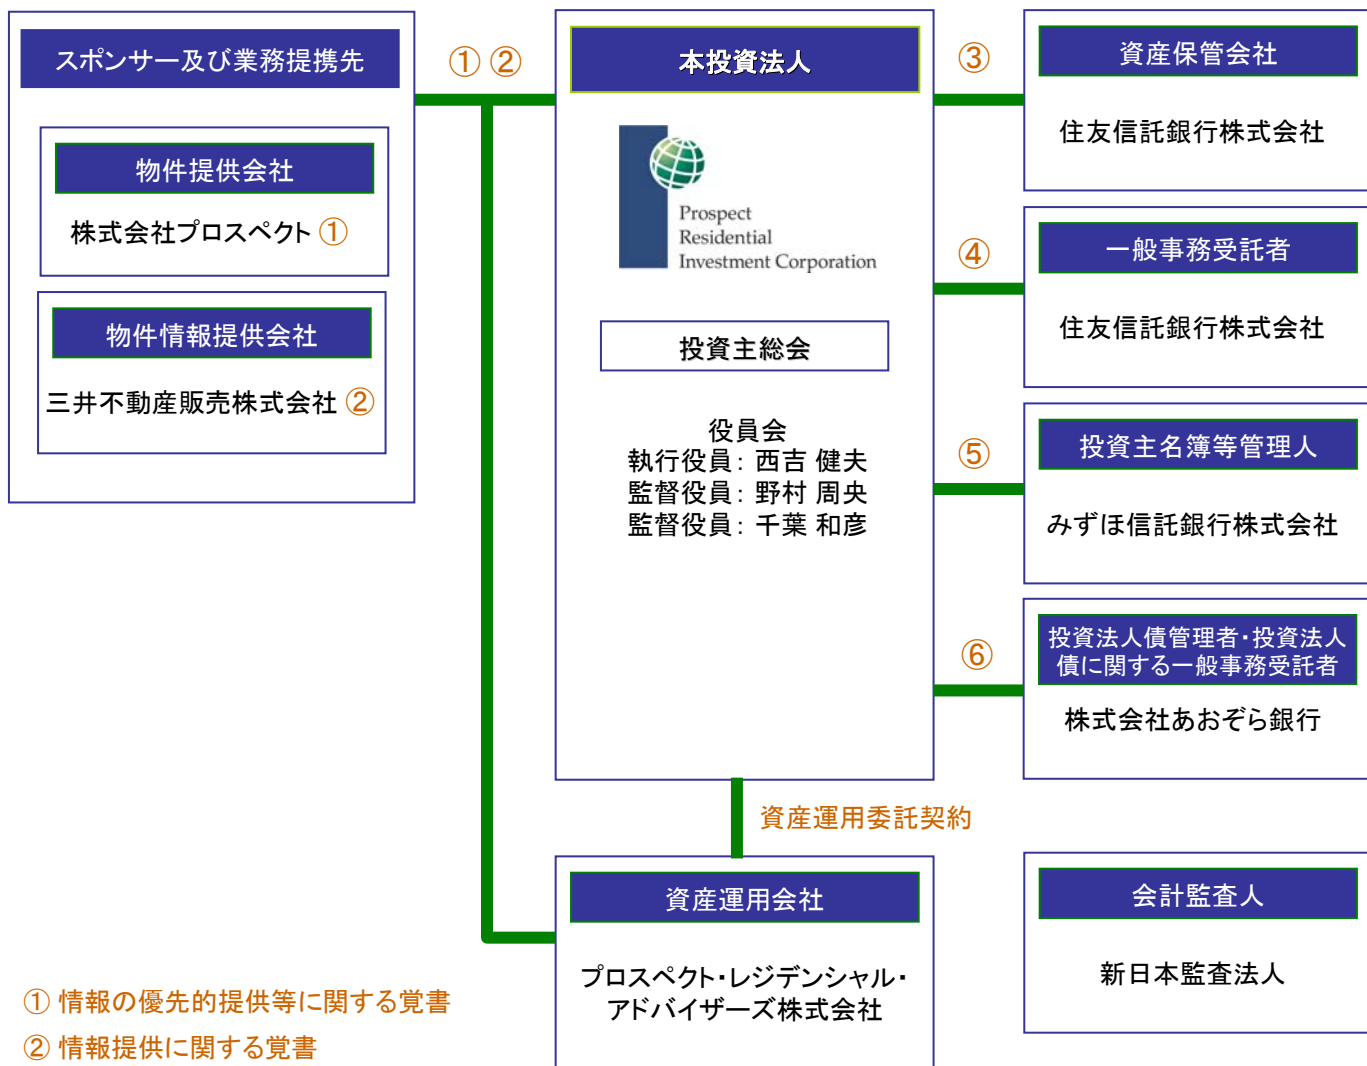 スポンサー及び業務提携先
物件提供会社
株式会社プロスペクト ①
物件情報提供会社
三井不動産販売株式会社 ②
① ②
本投資法人
Prospect
Residential
Investment Corporation
投資主総会
役員会
執行役員： 西吉 健夫
監督役員： 野村 周央
監督役員： 千葉 和彦
③
資産保管会社
住友信託銀行株式会社
④
一般事務受託者
住友信託銀行株式会社
⑤
投資主名簿等管理人
みずほ信託銀行株式会社
⑥
投資法人債管理者・投資法人
債に関する一般事務受託者
株式会社あおぞら銀行
資産運用委託契約
資産運用会社
プロスペクト・レジデンシャル・
アドバイザーズ株式会社
会計監査人
新日本監査法人
① 情報の優先的提供等に関する覚書
② 情報提供に関する覚書